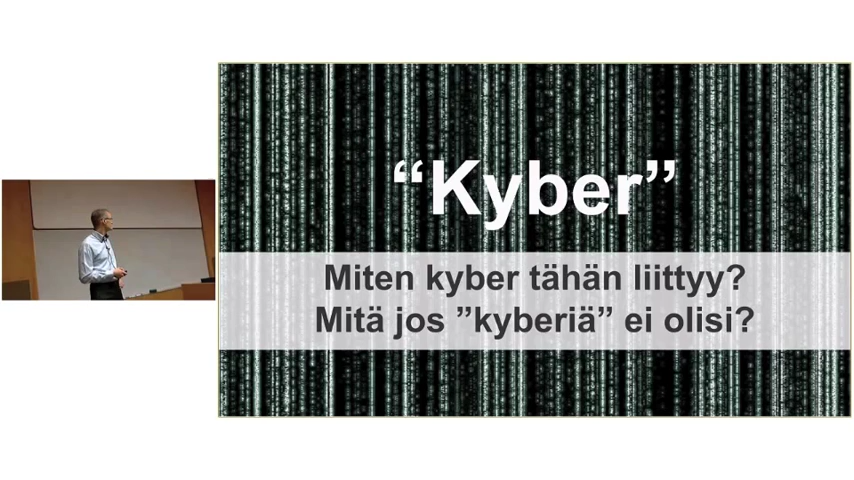 “Kyber”
Miten kyber tähän liittyy?
Mitä jos ”kyberiä” ei olisi?